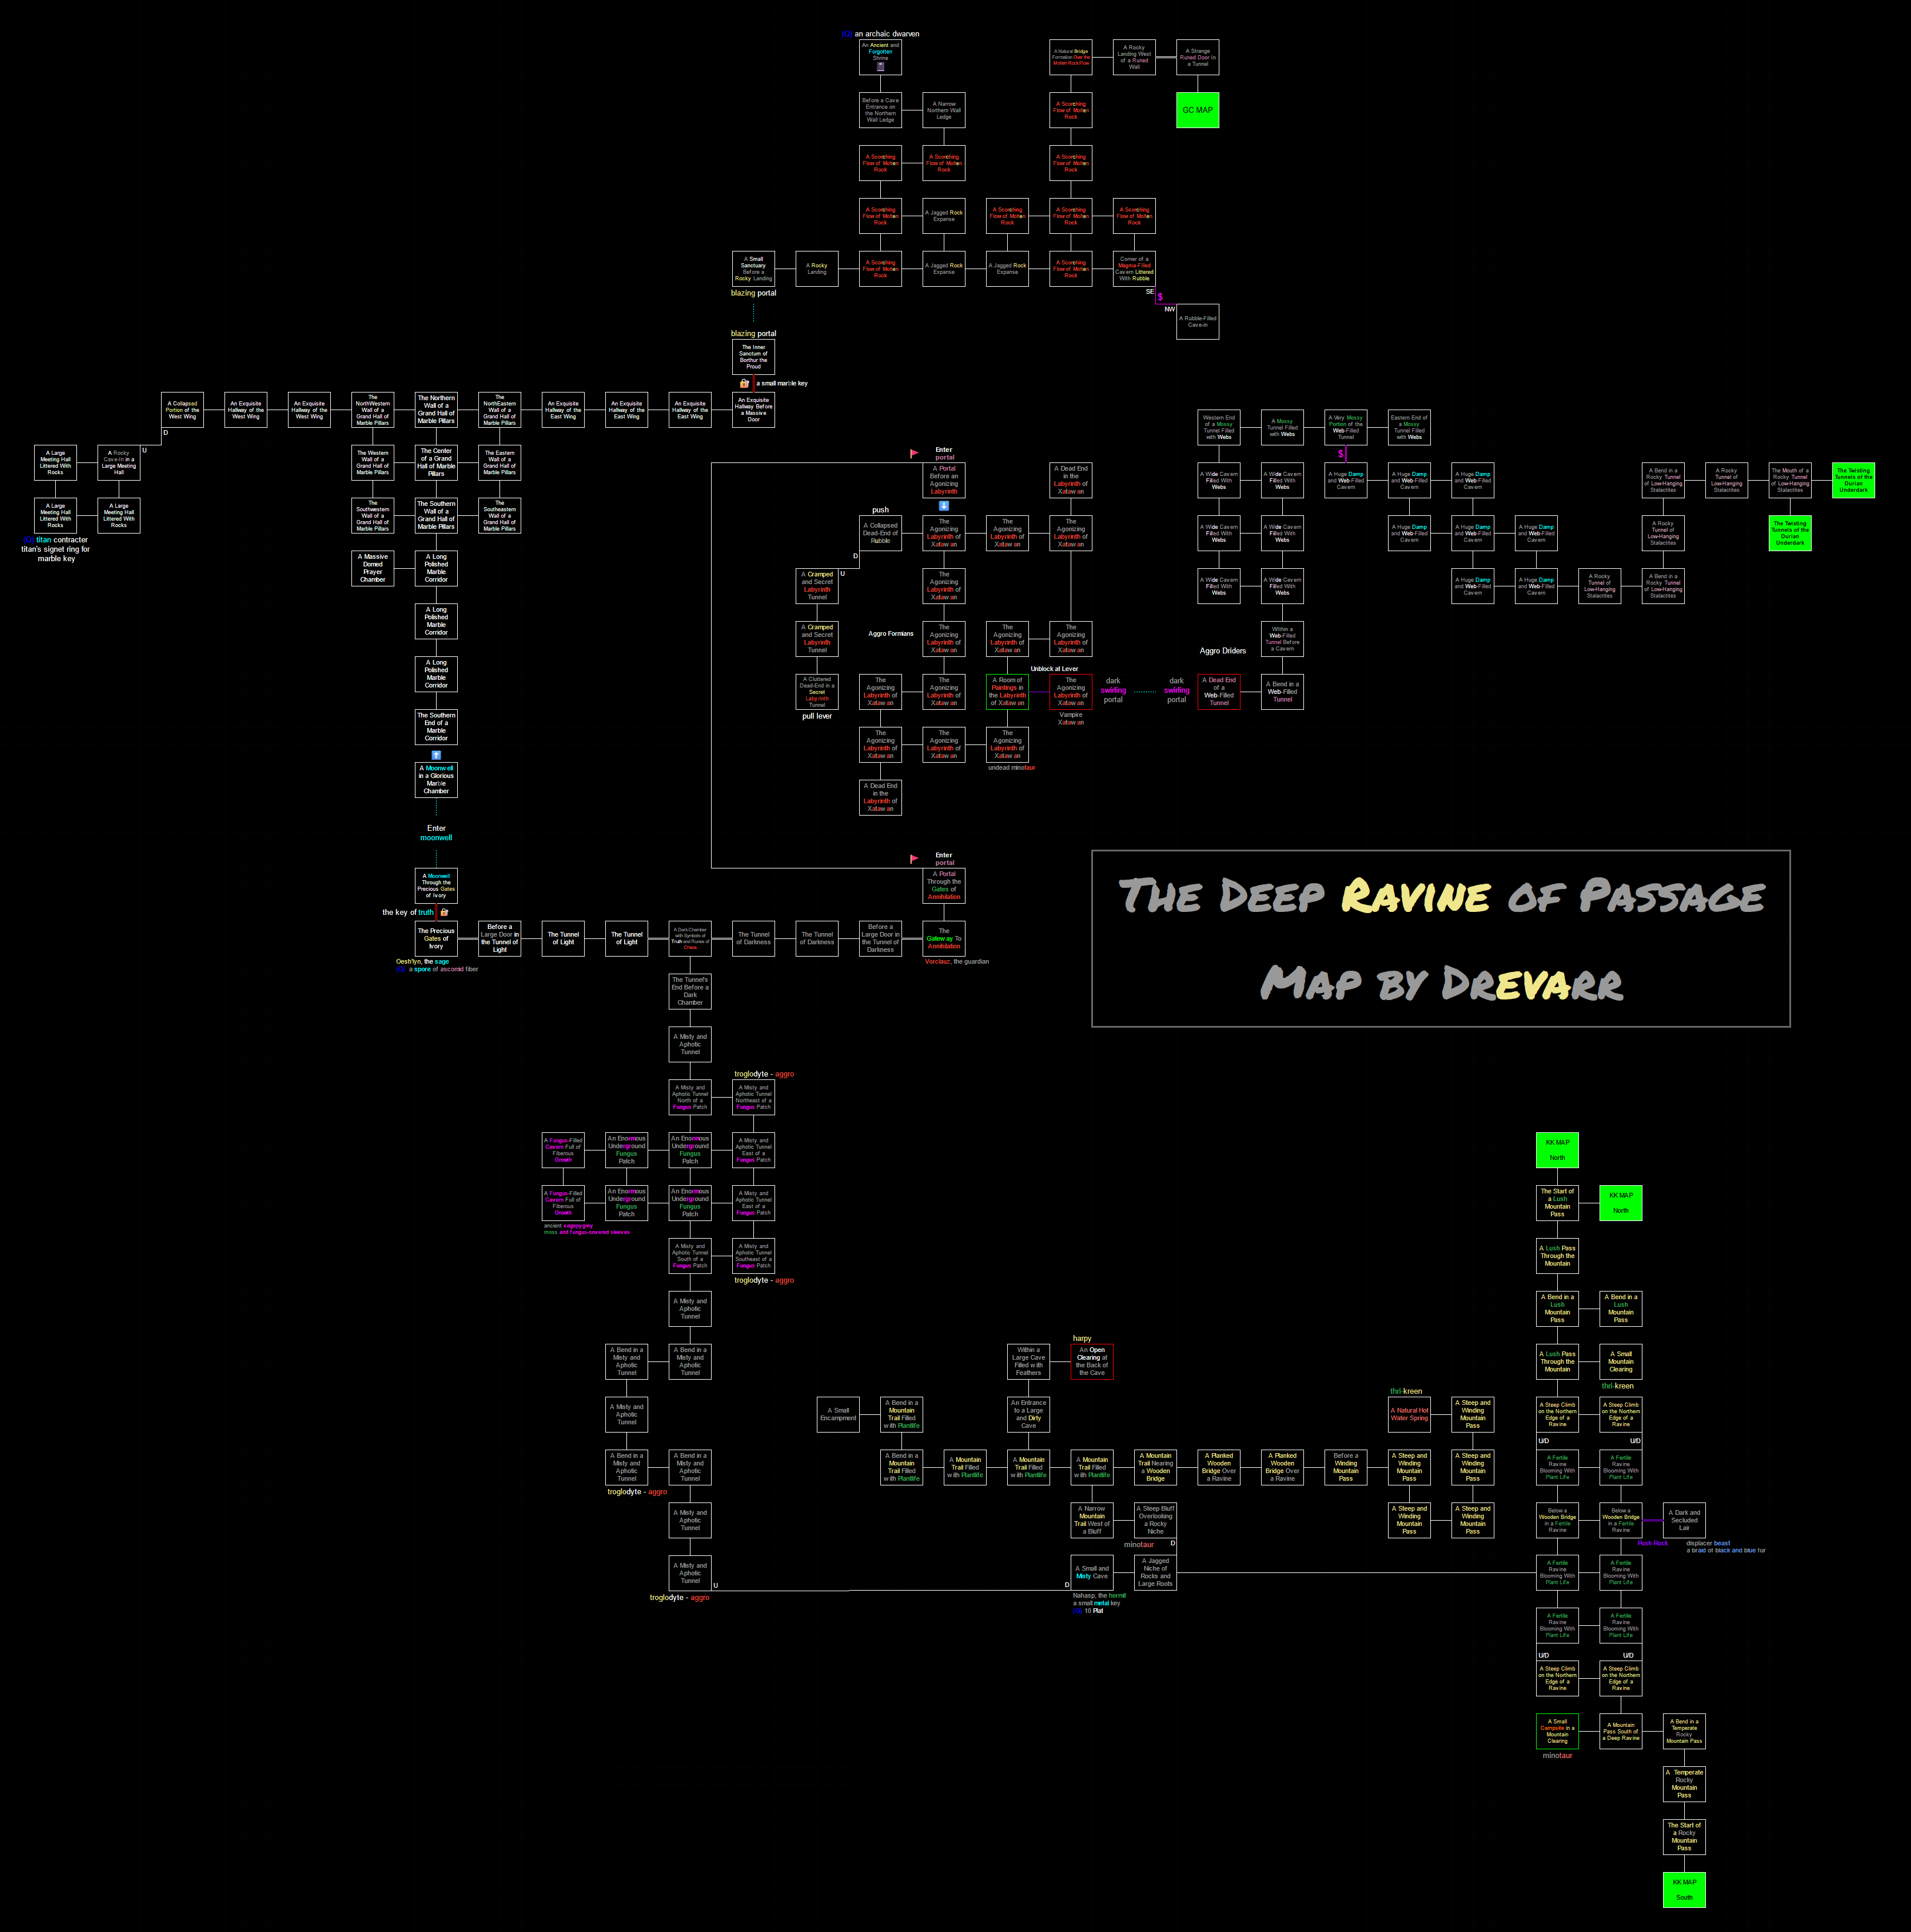 (Q) an archaic dwarven
An Ancient and
Forgotten
Shrine
A Natural Bridge
Formation Over the
Molten Rock Flow
A Rocky
Landing West
of a Runed
Wall
A Strange
Runed Door in
a Tunnel
Before a Cave
Entrance on
the Northern
Wall Ledge
A Narrow
Northern Wall
Ledge
A Scorching
Flow of Molten
Rock
GC MAP
A Scorching
Flow of Molten
Rock
A Scorching
Flow of Molten
Rock
A Scorching
Flow of Molten
Rock
A Scorching
Flow of Molten
Rock
A Jagged Rock
Expanse
A Scorching
Flow of Molten
Rock
A Scorching
Flow of Molten
Rock
A Scorching
Flow of Molten
Rock
A Small
Sanctuary
Before a
Rocky Landing
A Rocky
Landing
A Scorching
Flow of Molten
Rock
A Jagged Rock
Expanse
A Jagged Rock
Expanse
A Scorching
Flow of Molten
Rock
Corner of a
Magma-Filled
Cavern Littered
With Rubble
blazing portal
SE
$
NW
A Rubble-Filled
Cave-in
blazing portal
The Inner
Sanctum of
Borthur the
Proud
a small marble key
A Collapsed
Portion of the
West Wing
An Exquisite
Hallway of the
West Wing
An Exquisite
Hallway of the
West Wing
The
NorthWestern
Wall of a
Grand Hall of
Marble Pillars
The Northern
Wall of a
Grand Hall of
Marble Pillars
The
NorthEastern
Wall of a
Grand Hall of
Marble Pillars
An Exquisite
Hallway of the
East Wing
An Exquisite
Hallway of the
East Wing
An Exquisite
Hallway of the
East Wing
An Exquisite
Hallway Before
a Massive
Door
D
U
A Large
Meeting Hall
Littered With
Rocks
A Rocky
Cave-in in a
Large Meeting
Hall
The Western
Wall of a
Grand Hall of
Marble Pillars
The Center
of a Grand
Hall of Marble
Pillars
The Eastern
Wall of a
Grand Hall of
Marble Pillars
A Large
Meeting Hall
Littered With
Rocks
A Large
Meeting Hall
Littered With
Rocks
The
Southwestern
Wall of a
Grand Hall of
Marble Pillars
The Southern
Wall of a
Grand Hall of
Marble Pillars
The
Southeastern
Wall of a
Grand Hall of
Marble Pillars
(Q) titan contracter
titan's signet ring for
marble key
A Massive
Domed
Prayer
Chamber
A Long
Polished
Marble
Corridor
A Long
Polished
Marble
Corridor
A Long
Polished
Marble
Corridor
The Southern
End of a
Marble
Corridor
A Moonwell
in a Glorious
Marble
Chamber
Enter
moonwell
A Moonwell
Through the
Precious Gates
of Ivory
the key of truth
Enter
portal
A Portal
Before an
Agonizing
Labyrinth
A Dead End
in the
Labyrinth of
Xatawan
push
A Collapsed
Dead-End of
Rubble
The
Agonizing
Labyrinth of
Xatawan
The
Agonizing
Labyrinth of
Xatawan
The
Agonizing
Labyrinth of
Xatawan
D
U
A Cramped
and Secret
Labyrinth
Tunnel
The
Agonizing
Labyrinth of
Xatawan
A Cramped
and Secret
Labyrinth
Tunnel
Aggro Formians
The
Agonizing
Labyrinth of
Xatawan
The
Agonizing
Labyrinth of
Xatawan
The
Agonizing
Labyrinth of
Xatawan
Unblock at Lever
A Cluttered
Dead-End in a
Secret
Labyrinth
Tunnel
pull lever
The
Agonizing
Labyrinth of
Xatawan
The
Agonizing
Labyrinth of
Xatawan
A Room of
Paintings in
the Labyrinth
of Xatawan
The
Agonizing
Labyrinth of
Xatawan
Vampire
Xatawan
dark
swirling
portal
dark
swirling
portal
The
Agonizing
Labyrinth of
Xatawan
The
Agonizing
Labyrinth of
Xatawan
The
Agonizing
Labyrinth of
Xatawan
undead minotaur
A Dead End
in the
Labyrinth of
Xatawan
Western End
of a Mossy
Tunnel Filled
with Webs
A Mossy
Tunnel Filled
with Webs
A Very Mossy
Portion of the
Web-Filled
Tunnel
Eastern End of
a Mossy
Tunnel Filled
with Webs
$
A Wide Cavern
Filled With
Webs
A Wide Cavern
Filled With
Webs
A Huge Damp
and Web-Filled
Cavern
A Huge Damp
and Web-Filled
Cavern
A Huge Damp
and Web-Filled
Cavern
A Bend in a
Rocky Tunnel
of Low-Hanging
Stalactites
A Rocky
Tunnel of
Low-Hanging
Stalactites
The Mouth of a
Rocky Tunnel
of Low-Hanging
Stalactites
The Twisting
Tunnels of the
Durian
Underdark
A Wide Cavern
Filled With
Webs
A Wide Cavern
Filled With
Webs
A Huge Damp
and Web-Filled
Cavern
A Huge Damp
and Web-Filled
Cavern
A Huge Damp
and Web-Filled
Cavern
A Rocky
Tunnel of
Low-Hanging
Stalactites
The Twisting
Tunnels of the
Durian
Underdark
A Wide Cavern
Filled With
Webs
A Wide Cavern
Filled With
Webs
A Huge Damp
and Web-Filled
Cavern
A Huge Damp
and Web-Filled
Cavern
A Rocky
Tunnel of
Low-Hanging
Stalactites
A Bend in a
Rocky Tunnel
of Low-Hanging
Stalactites
Within a
Web-Filled
Tunnel Before
a Cavern
Aggro Driders
A Dead End
of a
Web-Filled
Tunnel
A Bend in a
Web-Filled
Tunnel
Enter
portal
A Portal
Through the
Gates of
Annihilation
The Precious
Gates of
Ivory
Before a
Large Door in
the Tunnel of
Light
The Tunnel
of Light
The Tunnel
of Light
A Dark Chamber
with Symbols of
Truth and Runes of
Chaos
The Tunnel
of Darkness
The Tunnel
of Darkness
Before a
Large Door in
the Tunnel of
Darkness
The
Gateway To
Annihilation
Oesh'lyn, the sage
(Q) a spore of ascomid fiber
Vorclauz, the guardian
The Deep Ravine of Passage
Map by Drevarr
The Tunnel's
End Before a
Dark
Chamber
A Misty and
Aphotic
Tunnel
troglodyte - aggro
A Misty and
Aphotic Tunnel
North of a
Fungus Patch
A Misty and
Aphotic Tunnel
Northeast of a
Fungus Patch
A Fungus-Filled
Cavern Full of
Fiberous
Growth
An Enormous
Underground
Fungus
Patch
An Enormous
Underground
Fungus
Patch
A Misty and
Aphotic Tunnel
East of a
Fungus Patch
A Fungus-Filled
Cavern Full of
Fiberous
Growth
An Enormous
Underground
Fungus
Patch
An Enormous
Underground
Fungus
Patch
A Misty and
Aphotic Tunnel
East of a
Fungus Patch
ancient vegepygmy
moss and fungus-covered sleeves
A Misty and
Aphotic Tunnel
South of a
Fungus Patch
A Misty and
Aphotic Tunnel
Southeast of a
Fungus Patch
troglodyte - aggro
A Misty and
Aphotic
Tunnel
A Bend in a
Misty and
Aphotic
Tunnel
A Bend in a
Misty and
Aphotic
Tunnel
A Misty and
Aphotic
Tunnel
A Bend in a
Misty and
Aphotic
Tunnel
A Bend in a
Misty and
Aphotic
Tunnel
troglodyte - aggro
A Misty and
Aphotic
Tunnel
A Misty and
Aphotic
Tunnel
U
troglodyte - aggro
harpy
Within a
Large Cave
Filled with
Feathers
An Open
Clearing at
the Back of
the Cave
A Small
Encampment
A Bend in a
Mountain
Trail Filled
with Plantlife
An Entrance
to a Large
and Dirty
Cave
thri-kreen
A Natural Hot
Water Spring
A Steep and
Winding
Mountain
Pass
A Bend in a
Mountain
Trail Filled
with Plantlife
A Mountain
Trail Filled
with Plantlife
A Mountain
Trail Filled
with Plantlife
A Mountain
Trail Filled
with Plantlife
A Mountain
Trail Nearing
a Wooden
Bridge
A Planked
Wooden
Bridge Over
a Ravine
A Planked
Wooden
Bridge Over
a Ravine
Before a
Winding
Mountain
Pass
A Steep and
Winding
Mountain
Pass
A Steep and
Winding
Mountain
Pass
A Narrow
Mountain
Trail West of
a Bluff
A Steep Bluff
Overlooking
a Rocky
Niche
A Steep and
Winding
Mountain
Pass
A Steep and
Winding
Mountain
Pass
minotaur
D
D
A Small and
Misty Cave
A Jagged
Niche of
Rocks and
Large Roots
Nahasp, the hermit
a small metal key
(Q) 10 Plat
KK MAP
North
The Start of
a Lush
Mountain
Pass
KK MAP
North
A Lush Pass
Through the
Mountain
A Bend in a
Lush
Mountain
Pass
A Bend in a
Lush
Mountain
Pass
A Lush Pass
Through the
Mountain
A Small
Mountain
Clearing
thri-kreen
A Steep Climb
on the Northern
Edge of a
Ravine
A Steep Climb
on the Northern
Edge of a
Ravine
U/D
U/D
A Fertile
Ravine
Blooming With
Plant Life
A Fertile
Ravine
Blooming With
Plant Life
Below a
Wooden Bridge
in a Fertile
Ravine
Below a
Wooden Bridge
in a Fertile
Ravine
A Dark and
Secluded
Lair
Push Rock
displacer beast
a braid of black and blue fur
A Fertile
Ravine
Blooming With
Plant Life
A Fertile
Ravine
Blooming With
Plant Life
A Fertile
Ravine
Blooming With
Plant Life
A Fertile
Ravine
Blooming With
Plant Life
U/D
U/D
A Steep Climb
on the Northern
Edge of a
Ravine
A Steep Climb
on the Northern
Edge of a
Ravine
A Small
Campsite in a
Mountain
Clearing
A Mountain
Pass South of
a Deep Ravine
A Bend in a
Temperate
Rocky
Mountain Pass
minotaur
A Temperate
Rocky
Mountain
Pass
The Start of
a Rocky
Mountain
Pass
KK MAP
South